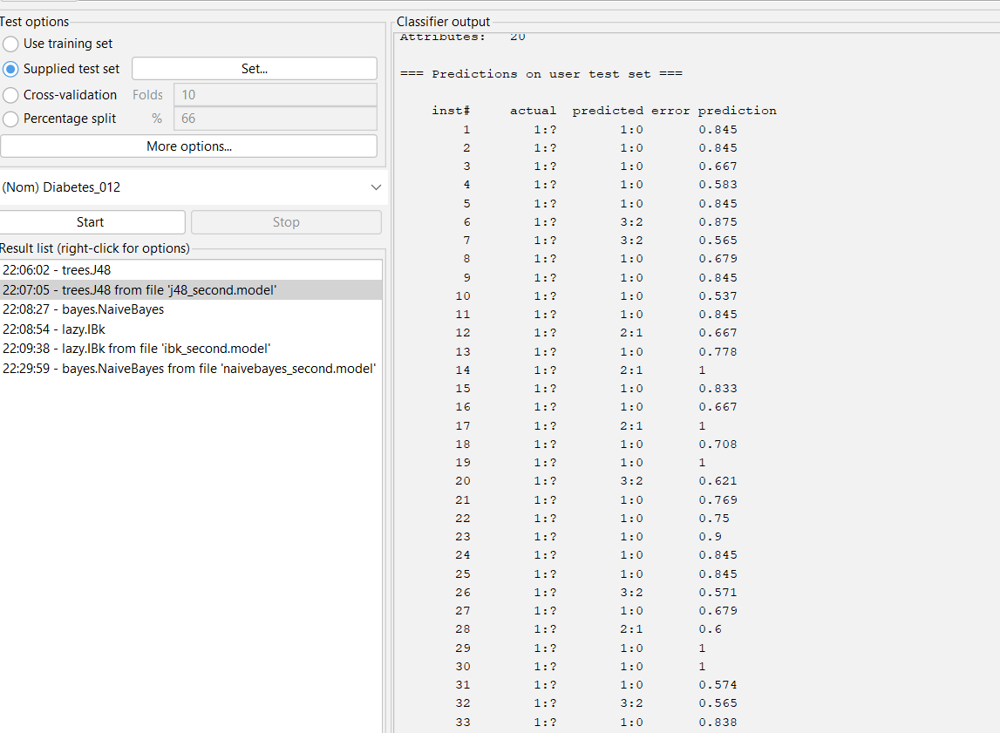 Test options
Use training set
Supplied test set Set...
Cross-validation Folds 10
Percentage split % 66
More options...
(Nom) Diabetes_012
Start Stop
Result list (right-click for options)
22:06:02 - trees.J48
22:07:05 - trees.J48 from file 'j48_second.model'
22:08:27 - bayes.NaiveBayes
22:08:54 - lazy.IBk
22:09:38 - lazy.IBk from file 'ibk_second.model'
22:29:59 - bayes.NaiveBayes from file 'naivebayes_second.model'
Classifier output
Attributes: 20
=== Predictions on user test set ===
inst# actual predicted error prediction
1 1:? 1:0 0.845
2 1:? 1:0 0.845
3 1:? 1:0 0.667
4 1:? 1:0 0.583
5 1:? 1:0 0.845
6 1:? 3:2 0.875
7 1:? 3:2 0.565
8 1:? 1:0 0.679
9 1:? 1:0 0.845
10 1:? 1:0 0.537
11 1:? 1:0 0.845
12 1:? 2:1 0.667
13 1:? 1:0 0.778
14 1:? 2:1 1
15 1:? 1:0 0.833
16 1:? 1:0 0.667
17 1:? 2:1 1
18 1:? 1:0 0.708
19 1:? 1:0 1
20 1:? 3:2 0.621
21 1:? 1:0 0.769
22 1:? 1:0 0.75
23 1:? 1:0 0.9
24 1:? 1:0 0.845
25 1:? 1:0 0.845
26 1:? 3:2 0.571
27 1:? 1:0 0.679
28 1:? 2:1 0.6
29 1:? 1:0 1
30 1:? 1:0 1
31 1:? 1:0 0.574
32 1:? 3:2 0.565
33 1:? 1:0 0.838